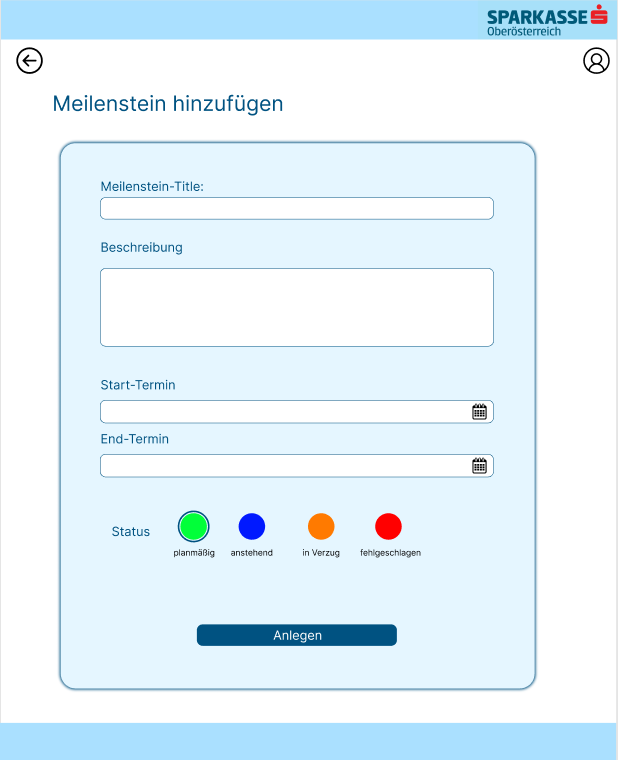 SPARKASSE
Oberösterreich
Meilenstein hinzufügen
Meilenstein-Title:
Beschreibung
Start-Termin
End-Termin
Status
planmäßig anstehend in Verzug fehlgeschlagen
Anlegen